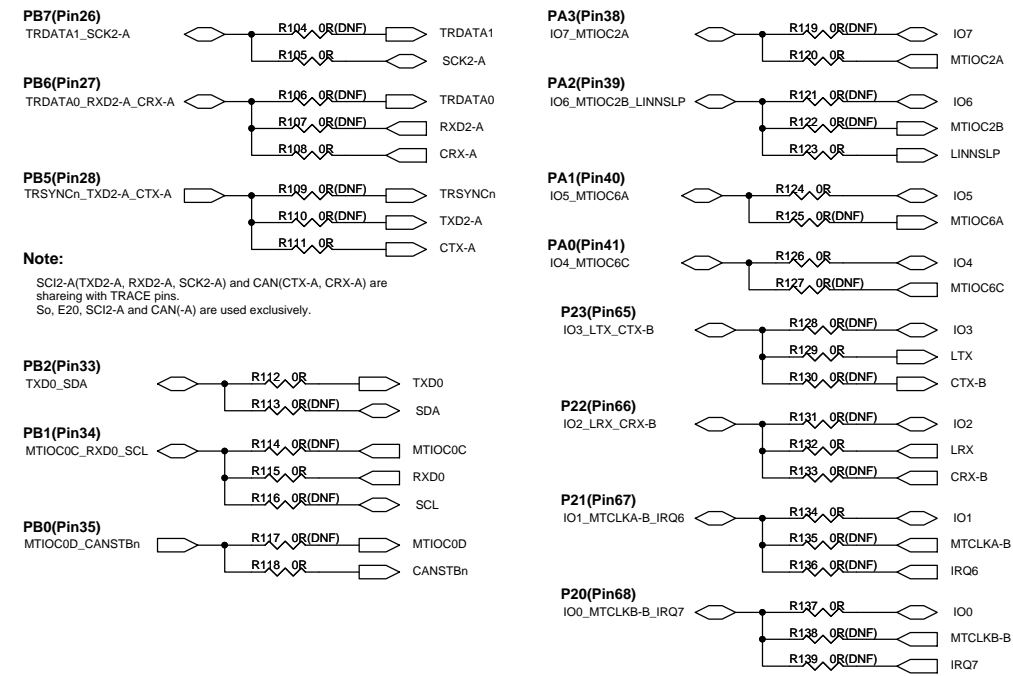 PB7(Pin26)
TRDATA1_SCK2-A
R104 0R(DNF) TRDATA1
R105 0R SCK2-A
PB6(Pin27)
TRDATA0_RXD2-A_CRX-A
R106 0R(DNF) TRDATA0
R107 0R(DNF) RXD2-A
R108 0R CRX-A
PB5(Pin28)
TRSYNCn_TXD2-A_CTX-A
R109 0R(DNF) TRSYNCn
R110 0R(DNF) TXD2-A
R111 0R CTX-A
Note:
SCI2-A(TXD2-A, RXD2-A, SCK2-A) and CAN(CTX-A, CRX-A) are
shareing with TRACE pins.
So, E20, SCI2-A and CAN(-A) are used exclusively.
PB2(Pin33)
TXD0_SDA
R112 0R TXD0
R113 0R(DNF) SDA
PB1(Pin34)
MTIOC0C_RXD0_SCL
R114 0R(DNF) MTIOC0C
R115 0R RXD0
R116 0R(DNF) SCL
PB0(Pin35)
MTIOC0D_CANSTBn
R117 0R(DNF) MTIOC0D
R118 0R CANSTBn
PA3(Pin38)
IO7_MTIOC2A
R119 0R(DNF) IO7
R120 0R MTIOC2A
PA2(Pin39)
IO6_MTIOC2B_LINNSLP
R121 0R(DNF) IO6
R122 0R(DNF) MTIOC2B
R123 0R LINNSLP
PA1(Pin40)
IO5_MTIOC6A
R124 0R IO5
R125 0R(DNF) MTIOC6A
PA0(Pin41)
IO4_MTIOC6C
R126 0R IO4
R127 0R(DNF) MTIOC6C
P23(Pin65)
IO3_LTX_CTX-B
R128 0R(DNF) IO3
R129 0R LTX
R130 0R(DNF) CTX-B
P22(Pin66)
IO2_LRX_CRX-B
R131 0R(DNF) IO2
R132 0R LRX
R133 0R(DNF) CRX-B
P21(Pin67)
IO1_MTCLKA-B_IRQ6
R134 0R IO1
R135 0R(DNF) MTCLKA-B
R136 0R(DNF) IRQ6
P20(Pin68)
IO0_MTCLKB-B_IRQ7
R137 0R IO0
R138 0R(DNF) MTCLKB-B
R139 0R(DNF) IRQ7